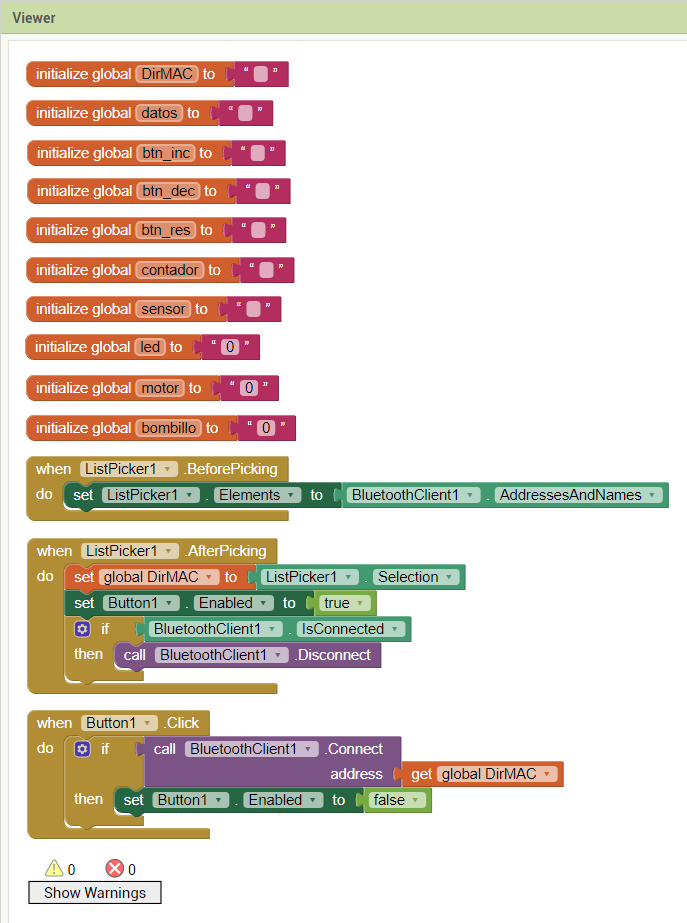 Viewer
initialize global DirMAC to “ ”
initialize global datos to “ ”
initialize global btn_inc to “ ”
initialize global btn_dec to “ ”
initialize global btn_res to “ ”
initialize global contador to “ ”
initialize global sensor to “ ”
initialize global led to “ 0 ”
initialize global motor to “ 0 ”
initialize global bombillo to “ 0 ”
when ListPicker1 .BeforePicking
do set ListPicker1 . Elements to BluetoothClient1 . AddressesAndNames
when ListPicker1 .AfterPicking
do set global DirMAC to ListPicker1 . Selection
set Button1 . Enabled to true
if BluetoothClient1 . IsConnected
then call BluetoothClient1 .Disconnect
when Button1 .Click
do if call BluetoothClient1 .Connect
address get global DirMAC
then set Button1 . Enabled to false
0 0
Show Warnings